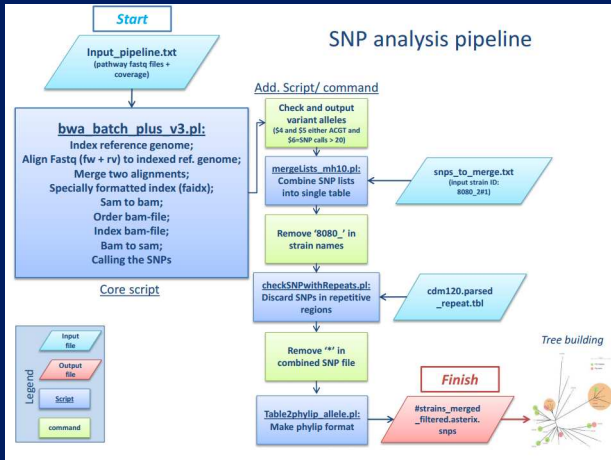 Start
SNP analysis pipeline
Input_pipeline.txt
(pathway fastq files +
coverage)
bwa_batch_plus_v3.pl:
Index reference genome;
Align Fastq (fw + rv) to indexed ref. genome;
Merge two alignments;
Specially formatted index (faidx);
Sam to bam;
Order bam-file;
Index bam-file;
Bam to sam;
Calling the SNPs
Core script
Add. Script/ command
Check and output
variant alleles
($4 and $5 either ACGT and
$6=SNP calls > 20)
mergeLists_mh10.pl:
Combine SNP lists
into single table
snps_to_merge.txt
(input strain ID:
8080_2#1)
Remove '8080_' in
strain names
checkSNPwithRepeats.pl:
Discard SNPs in repetitive
regions
cdm120.parsed
_repeat.tbl
Remove '*' in
combined SNP file
Table2phylip_allele.pl:
Make phylip format
Finish
#strains_merged
_filtered.asterix.
snps
Tree building
Legend
Input
file
Output
file
Script
command